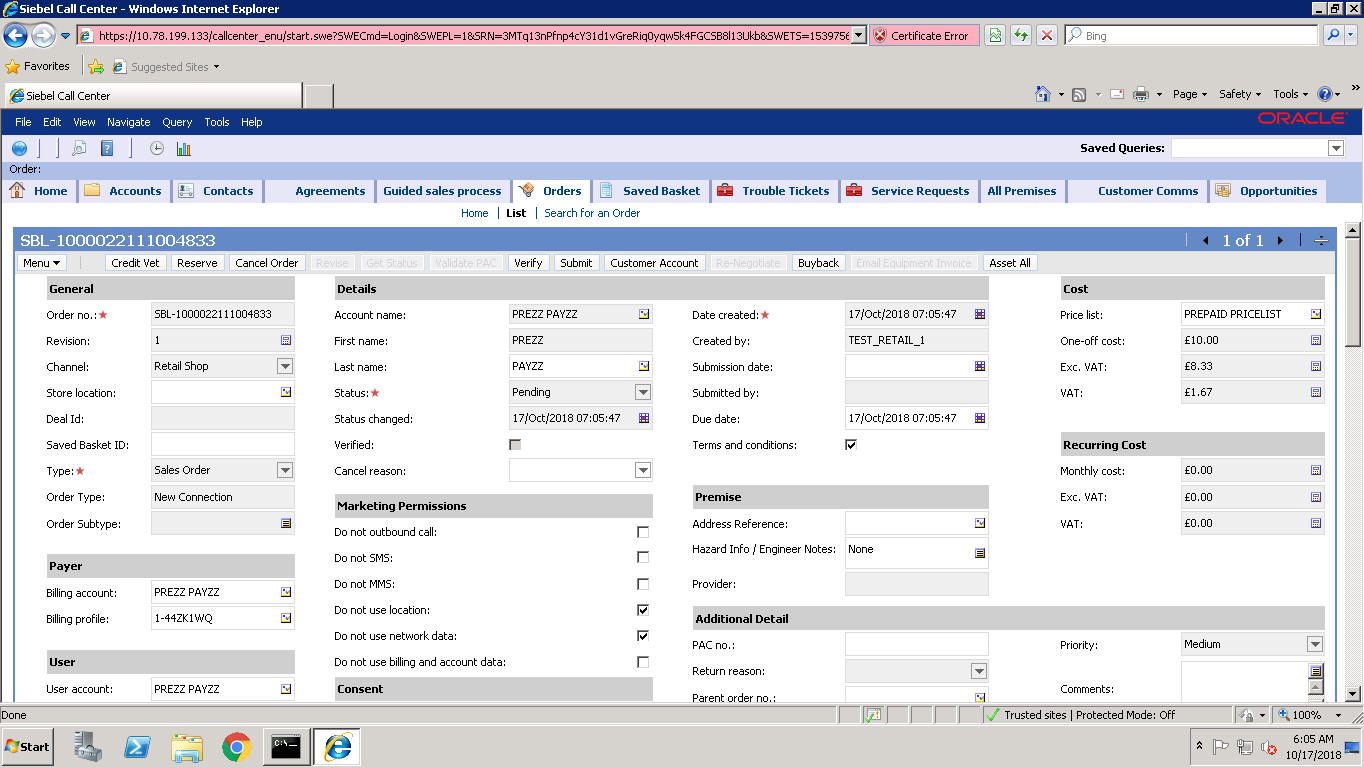 Siebel Call Center - Windows Internet Explorer
https://10.78.199.133/callcenter_enu/start.swe?SWECmd=Login&SWEPL=1&SRN=3MTq13nPfnp4cY31d1vGreRiq0yqw5k4FGCSB8l13Ukb&SWETS=1539756 Certificate Error Bing
Favorites Suggested Sites
Siebel Call Center Page Safety Tools
File Edit View Navigate Query Tools Help ORACLE
Saved Queries:
Order:
Home Accounts Contacts Agreements Guided sales process Orders Saved Basket Trouble Tickets Service Requests All Premises Customer Comms Opportunities
Home List Search for an Order
SBL-1000022111004833 1 of 1
Menu Credit Vet Reserve Cancel Order Revise Get Status Validate PAC Verify Submit Customer Account Re-Negotiate Buyback Email Equipment Invoice Asset All
General Details Cost
Order no.:★ SBL-1000022111004833 Account name: PREZZ PAYZZ Date created:★ 17/Oct/2018 07:05:47 Price list: PREPAID PRICELIST
Revision: 1 First name: PREZZ Created by: TEST_RETAIL_1 One-off cost: £10.00
Channel: Retail Shop Last name: PAYZZ Submission date: Exc. VAT: £8.33
Store location: Status:★ Pending Submitted by: VAT: £1.67
Deal Id: Status changed: 17/Oct/2018 07:05:47 Due date: 17/Oct/2018 07:05:47
Saved Basket ID: Verified: Terms and conditions: Recurring Cost
Type:★ Sales Order Cancel reason: Monthly cost: £0.00
Order Type: New Connection Marketing Permissions Premise Exc. VAT: £0.00
Order Subtype: Do not outbound call: Address Reference: VAT: £0.00
Do not SMS: Hazard Info / Engineer Notes: None
Payer
Billing account: PREZZ PAYZZ Do not MMS: Provider:
Billing profile: 1-44ZK1WQ Do not use location: Additional Detail
Do not use network data: PAC no.: Priority: Medium
User Do not use billing and account data: Return reason:
User account: PREZZ PAYZZ Consent Parent order no.: Comments:
Done Trusted sites | Protected Mode: Off 100%
Start C:\ 6:05 AM
10/17/2018